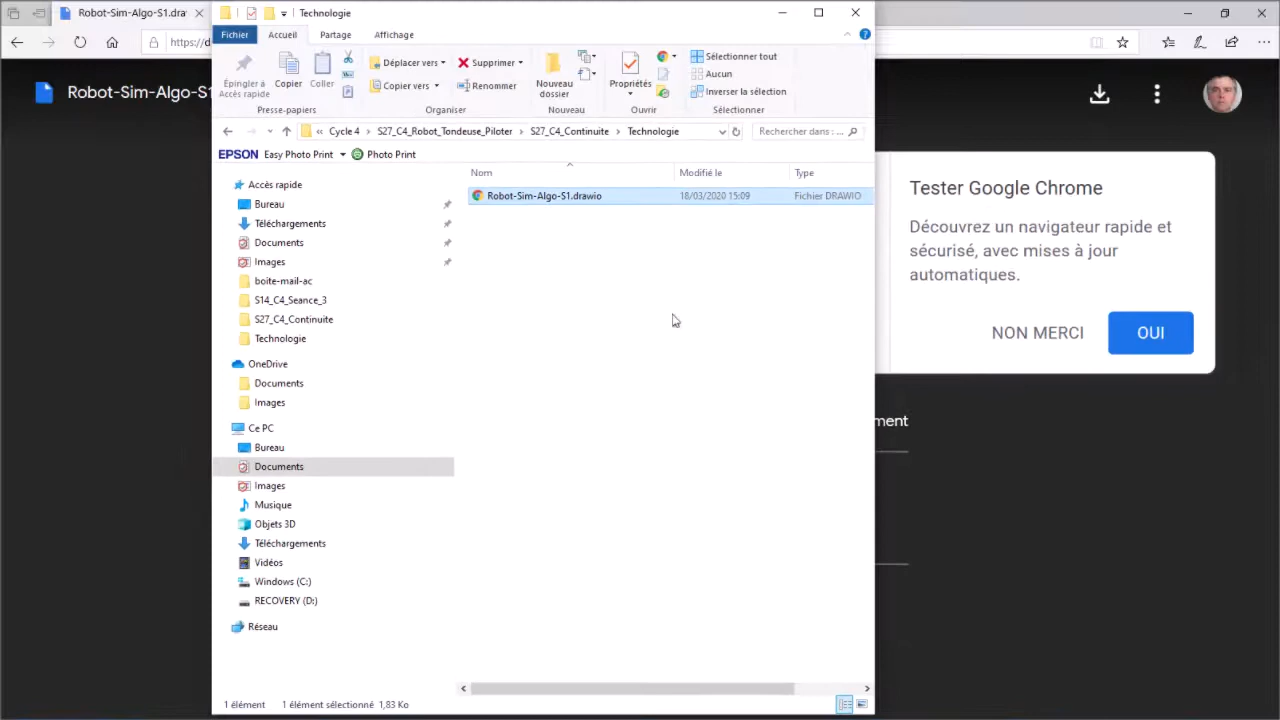 Robot-Sim-Algo-S1.dra
Technologie
Fichier
Accueil
Partage
Affichage
https://d
Robot-Sim-Algo-S1
Épingler à
Accès rapide
Copier
Coller
Presse-papiers
Déplacer vers
Copier vers
Supprimer
Renommer
Organiser
Nouveau
dossier
Nouveau
Propriétés
Ouvrir
Sélectionner tout
Aucun
Inverser la sélection
Sélectionner
« Cycle 4 > S27_C4_Robot_Tondeuse_Piloter > S27_C4_Continuite > Technologie
Rechercher dans : ...
EPSON Easy Photo Print Photo Print
Nom
Modifié le
Type
Robot-Sim-Algo-S1.drawio
18/03/2020 15:09
Fichier DRAWIO
Accès rapide
Bureau
Téléchargements
Documents
Images
boite-mail-ac
S14_C4_Seance_3
S27_C4_Continuite
Technologie
OneDrive
Documents
Images
Ce PC
Bureau
Documents
Images
Musique
Objets 3D
Téléchargements
Vidéos
Windows (C:)
RECOVERY (D:)
Réseau
1 élément
1 élément sélectionné 1,83 Ko
Tester Google Chrome
Découvrez un navigateur rapide et
sécurisé, avec mises à jour
automatiques.
NON MERCI
OUI
ment